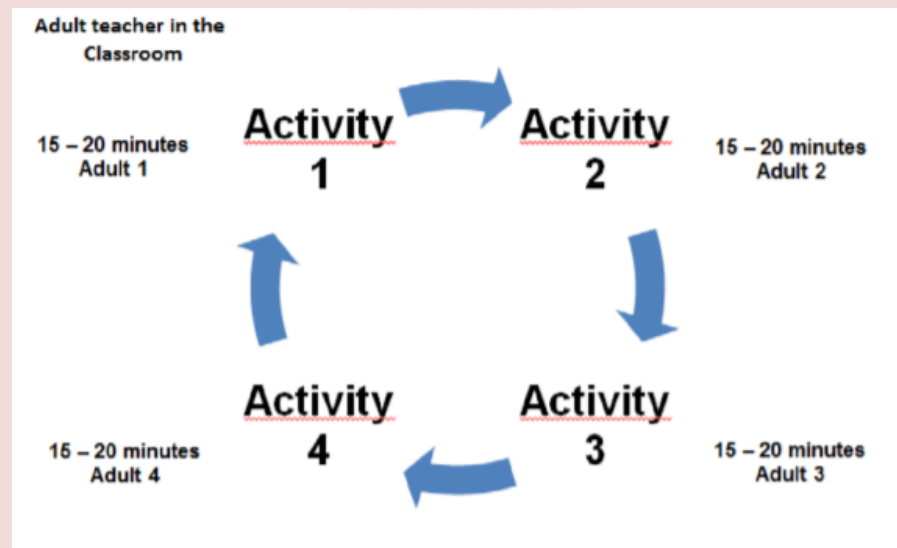 Adult teacher in the
Classroom
15 – 20 minutes
Adult 1
Activity
1
Activity
2
15 – 20 minutes
Adult 2
15 – 20 minutes
Adult 4
Activity
4
Activity
3
15 – 20 minutes
Adult 3